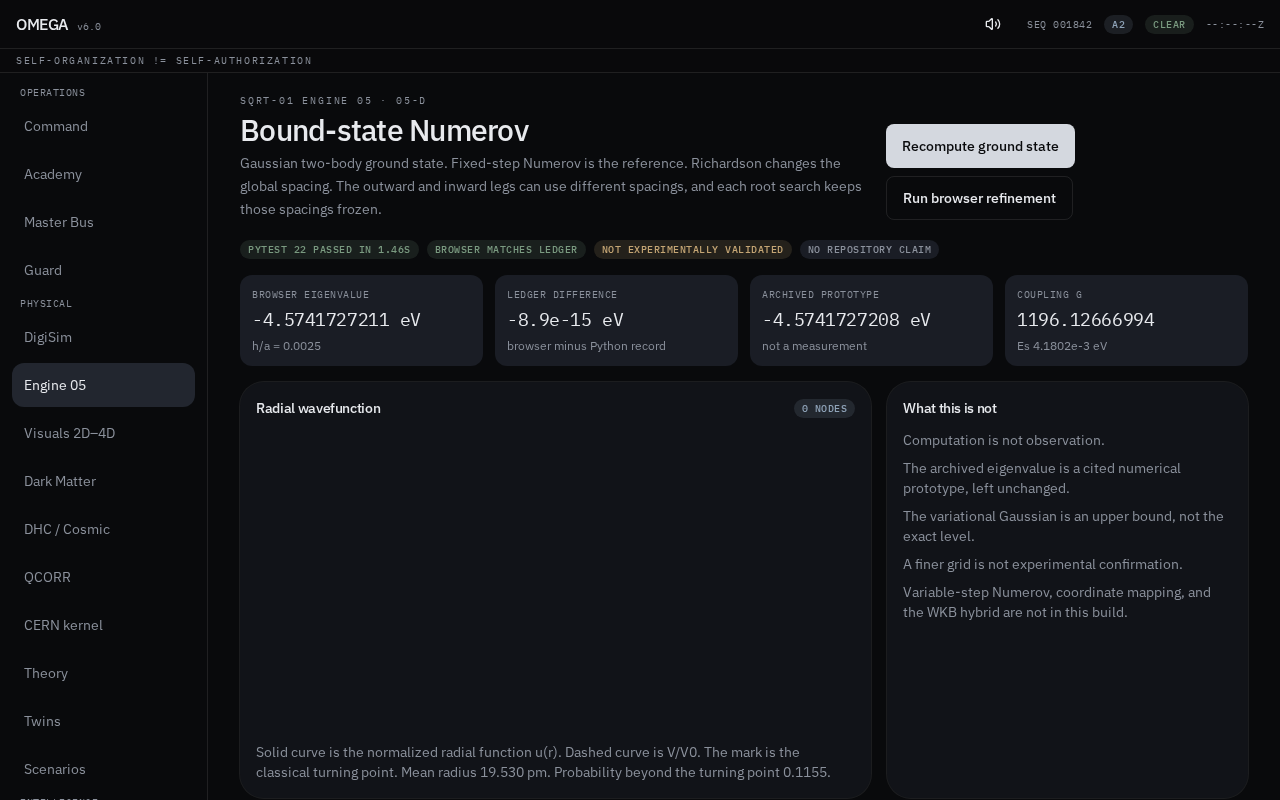 OMEGA v6.0
SEQ 001842 A2 CLEAR --:--:--Z
SELF-ORGANIZATION != SELF-AUTHORIZATION
OPERATIONS
Command
Academy
Master Bus
Guard
PHYSICAL
DigiSim
Engine 05
Visuals 2D–4D
Dark Matter
DHC / Cosmic
QCORR
CERN kernel
Theory
Twins
Scenarios
SQRT-01 ENGINE 05 · 05-D
Bound-state Numerov
Gaussian two-body ground state. Fixed-step Numerov is the reference. Richardson changes the
global spacing. The outward and inward legs can use different spacings, and each root search keeps
those spacings frozen.
Recompute ground state
Run browser refinement
PYTEST 22 PASSED IN 1.46S BROWSER MATCHES LEDGER NOT EXPERIMENTALLY VALIDATED NO REPOSITORY CLAIM
BROWSER EIGENVALUE
-4.5741727211 eV
h/a = 0.0025
LEDGER DIFFERENCE
-8.9e-15 eV
browser minus Python record
ARCHIVED PROTOTYPE
-4.5741727208 eV
not a measurement
COUPLING G
1196.12666994
Es 4.1802e-3 eV
Radial wavefunction
0 NODES
Solid curve is the normalized radial function u(r). Dashed curve is V/V0. The mark is the
classical turning point. Mean radius 19.530 pm. Probability beyond the turning point 0.1155.
What this is not
Computation is not observation.
The archived eigenvalue is a cited numerical
prototype, left unchanged.
The variational Gaussian is an upper bound, not the
exact level.
A finer grid is not experimental confirmation.
Variable-step Numerov, coordinate mapping, and
the WKB hybrid are not in this build.